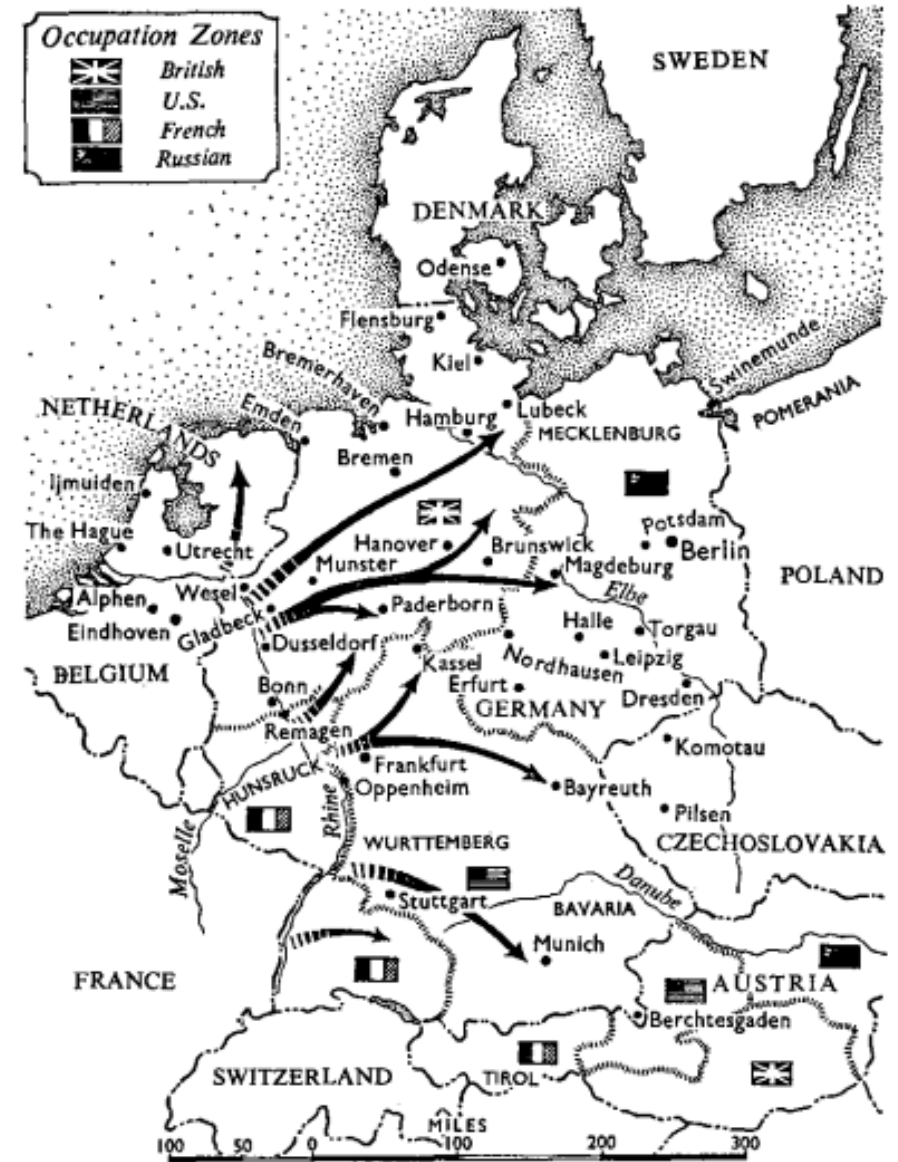 Occupation Zones
British
U.S.
French
Russian
SWEDEN
DENMARK
Odense
Flensburg
Kiel
Bremerhaven
Swinemunde
POMERANIA
NETHERLANDS
Emden
Hamburg
Lubeck
MECKLENBURG
Bremen
Ijmuiden
The Hague
Utrecht
Hanover
Brunswick
Potsdam
Berlin
Munster
Magdeburg
Elbe
POLAND
Wesel
Alphen
Gladbeck
Paderborn
Eindhoven
Halle
Torgau
Dusseldorf
Kassel
Nordhausen
Leipzig
BELGIUM
Bonn
Erfurt
Dresden
GERMANY
Remagen
Komotau
HUNSRUCK
Frankfurt
Oppenheim
Bayreuth
Rhine
Pilsen
Moselle
WURTTEMBERG
CZECHOSLOVAKIA
Stuttgart
Danube
BAVARIA
Munich
FRANCE
AUSTRIA
Berchtesgaden
SWITZERLAND
TIROL
MILES
100 50 0 100 200 300